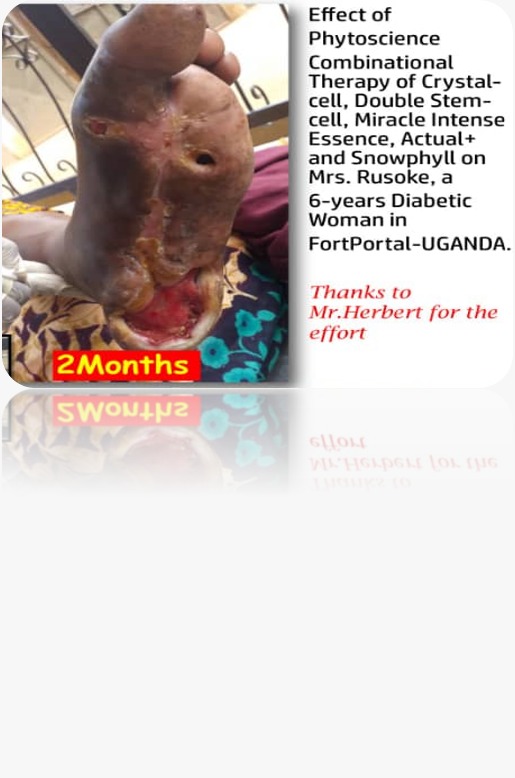 Effect of
Phytoscience
Combinational
Therapy of Crystal-
cell, Double Stem-
cell, Miracle Intense
Essence, Actual+
and Snowphyll on
Mrs. Rusoke, a
6-years Diabetic
Woman in
FortPortal-UGANDA.
Thanks to
Mr.Herbert for the
effort
2Months